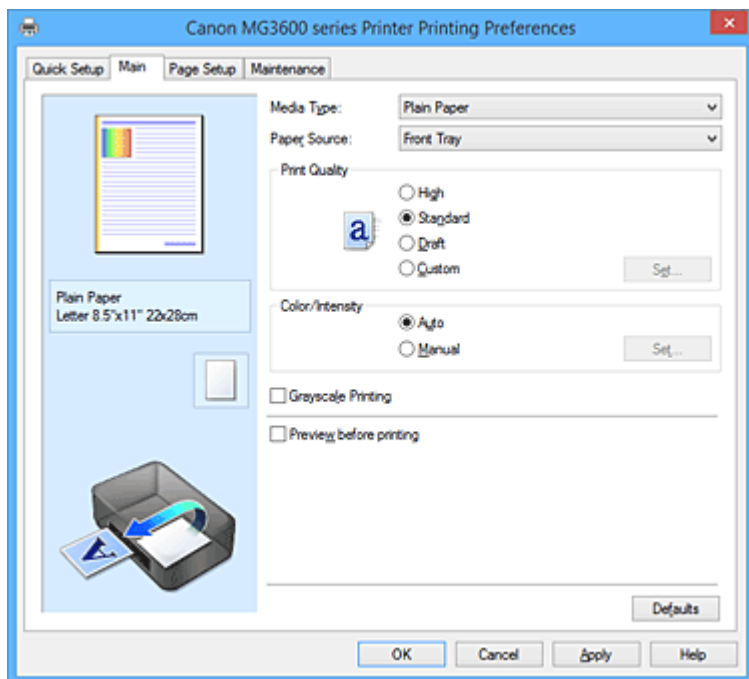 Canon MG3600 series Printer Printing Preferences
Quick Setup Main Page Setup Maintenance
Media Type: Plain Paper
Paper Source: Front Tray
Print Quality
High
a Standard
Draft
Custom Set...
Plain Paper
Letter 8.5"x11" 22x28cm
Color/Intensity
Auto
Manual Set...
Grayscale Printing
Preview before printing
A
Defaults
OK Cancel Apply Help